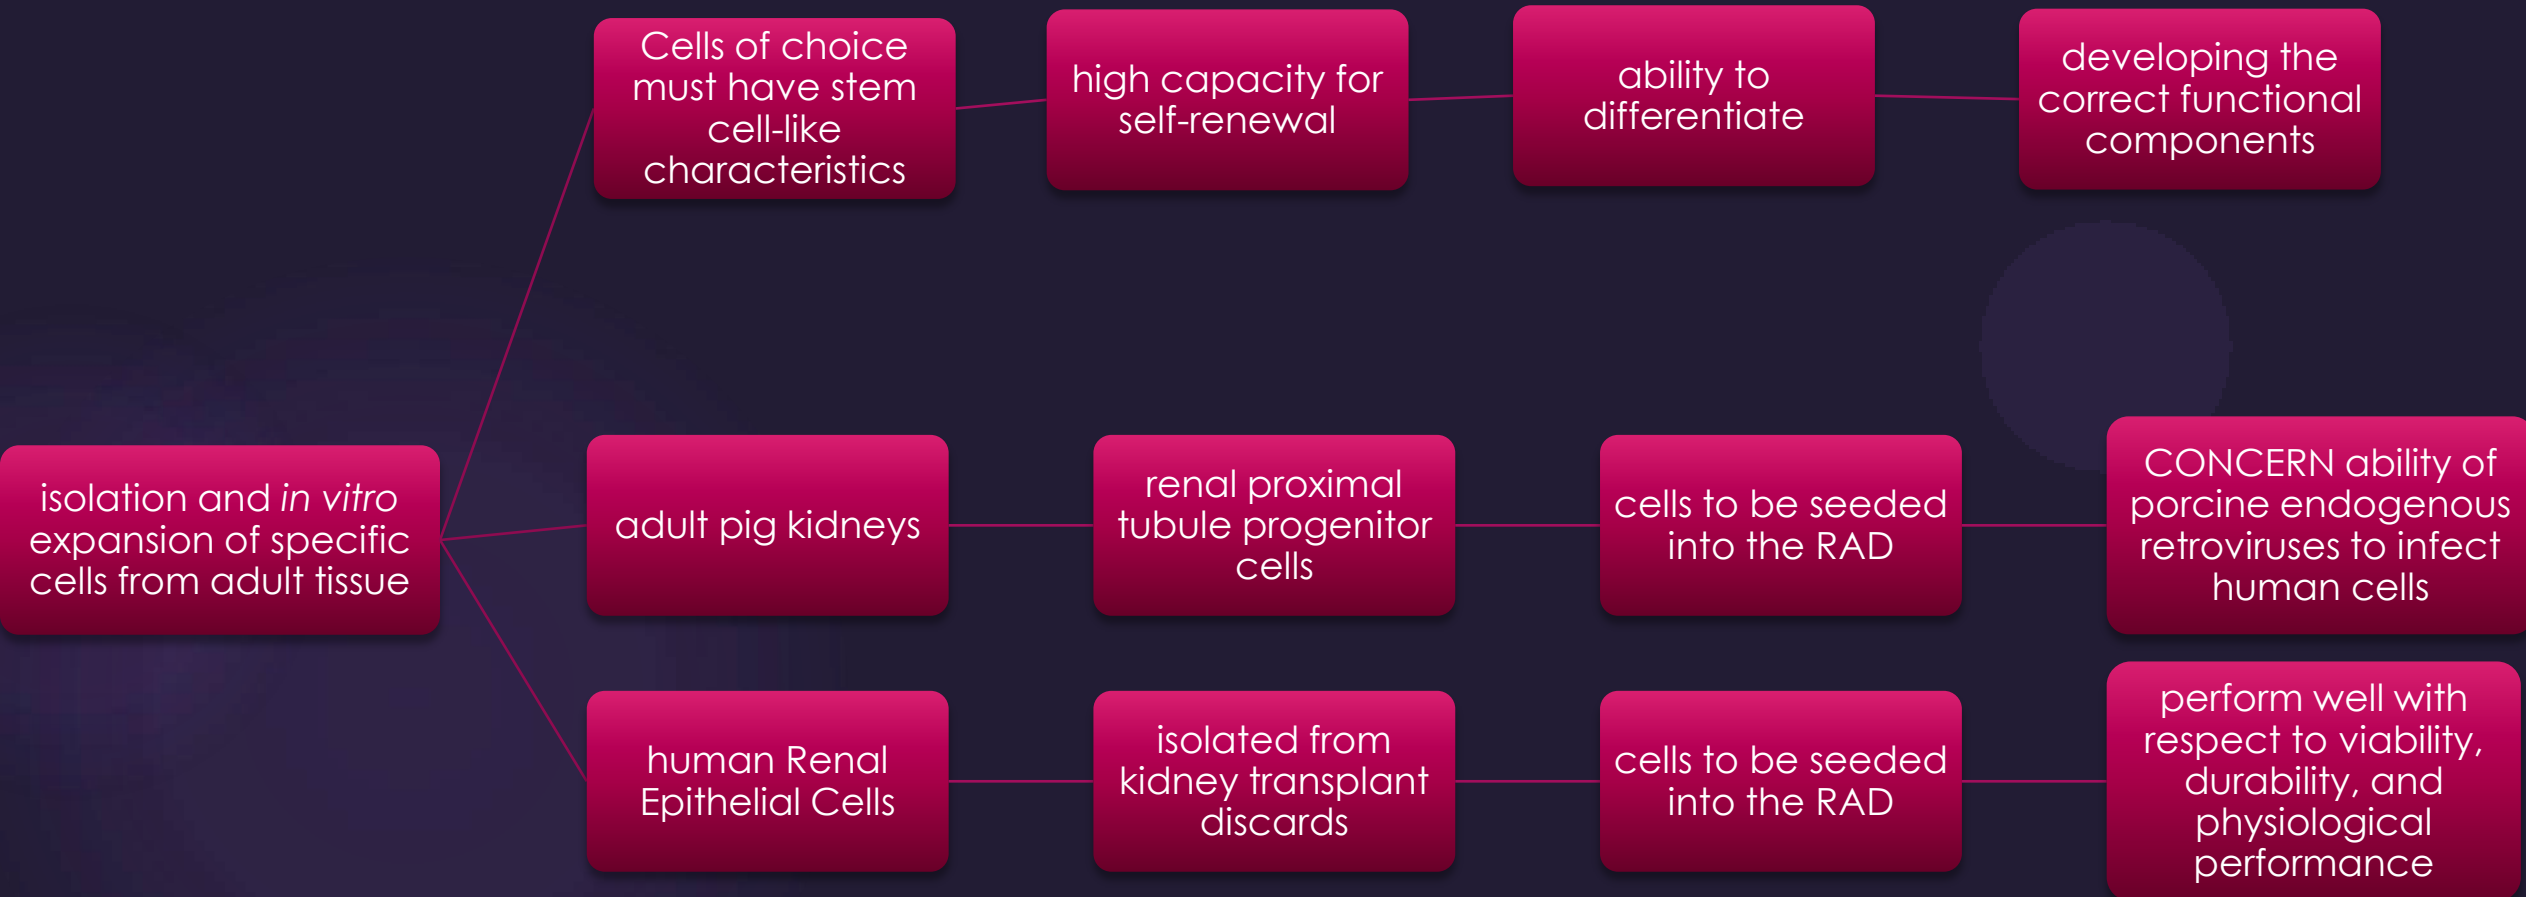 Cells of choice
must have stem
cell-like
characteristics
high capacity for
self-renewal
ability to
differentiate
developing the
correct functional
components
isolation and in vitro
expansion of specific
cells from adult tissue
adult pig kidneys
renal proximal
tubule progenitor
cells
cells to be seeded
into the RAD
CONCERN ability of
porcine endogenous
retroviruses to infect
human cells
human Renal
Epithelial Cells
isolated from
kidney transplant
discards
cells to be seeded
into the RAD
perform well with
respect to viability,
durability, and
physiological
performance